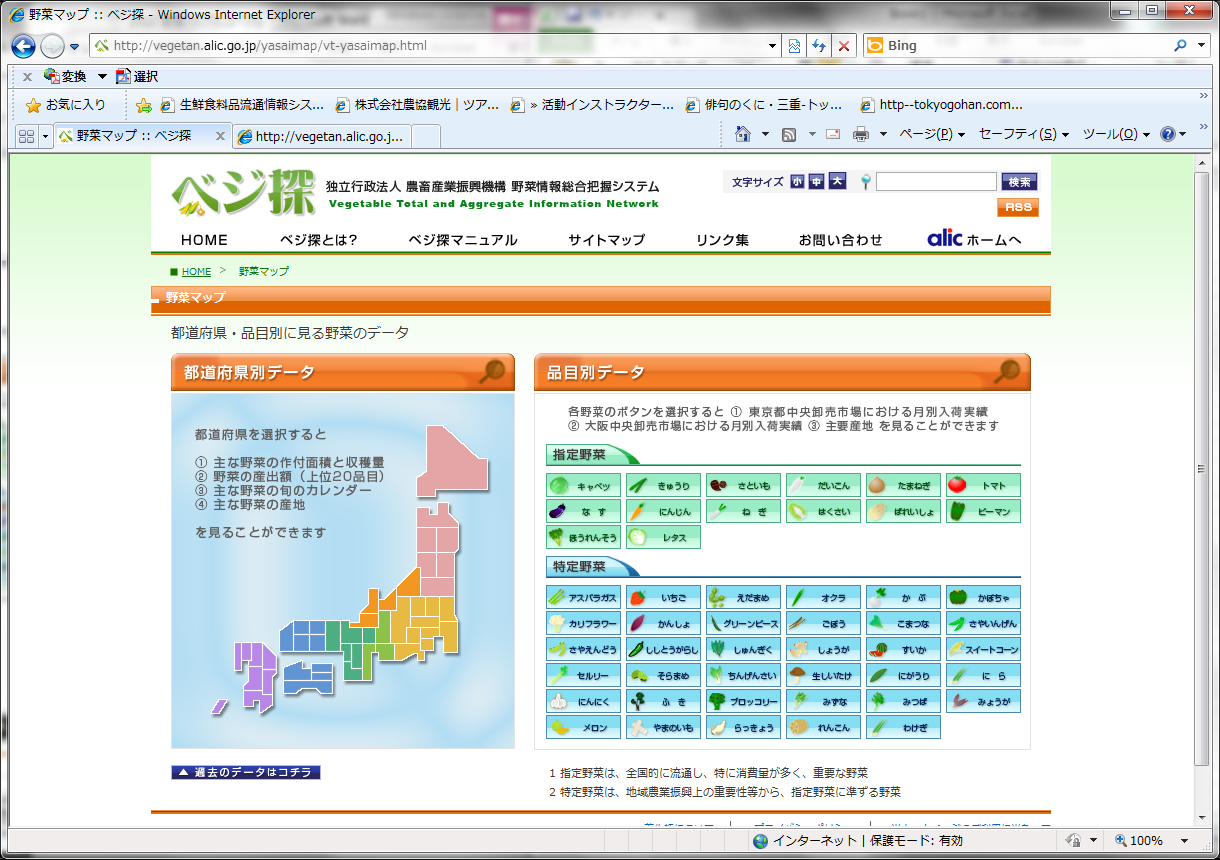 野菜マップ :: ベジ探 - Windows Internet Explorer
http://vegetan.alic.go.jp/yasaimap/vt-yasaimap.html
Bing
x 変換 選択
お気に入り 生鮮食料品流通情報シス... 株式会社農協観光｜ツア... » 活動インストラクター... 俳句のくに・三重-トッ... http--tokyogohan.com...
野菜マップ :: ベジ探 http://vegetan.alic.go.j... ページ(P) セーフティ(S) ツール(O)
ベジ探 独立行政法人 農畜産業振興機構 野菜情報総合把握システム
Vegetable Total and Aggregate Information Network
文字サイズ 小 中 大 検索
RSS
HOME ベジ探とは? ベジ探マニュアル サイトマップ リンク集 お問い合わせ alic ホームへ
HOME > 野菜マップ
野菜マップ
都道府県・品目別に見る野菜のデータ
都道府県別データ
都道府県を選択すると
① 主な野菜の作付面積と収穫量
② 野菜の産出額（上位20品目）
③ 主な野菜の旬のカレンダー
④ 主な野菜の産地
を見ることができます
品目別データ
各野菜のボタンを選択すると ① 東京都中央卸売市場における月別入荷実績
② 大阪中央卸売市場における月別入荷実績 ③ 主要産地 を見ることができます
指定野菜
キャベツ きゅうり さといも だいこん たまねぎ トマト
なす にんじん ねぎ はくさい ばれいしょ ピーマン
ほうれんそう レタス
特定野菜
アスパラガス いちご えだまめ オクラ かぶ かぼちゃ
カリフラワー かんしょ グリーンピース ごぼう こまつな さやいんげん
さやえんどう ししとうがらし しゅんぎく しょうが すいか スイートコーン
セルリー そらまめ ちんげんさい 生しいたけ にがうり にら
にんにく ふき ブロッコリー みずな みつば みょうが
メロン やまのいも らっきょう れんこん わけぎ
▲ 過去のデータはコチラ
1 指定野菜は、全国的に流通し、特に消費量が多く、重要な野菜
2 特定野菜は、地域農業振興上の重要性等から、指定野菜に準ずる野菜
インターネット | 保護モード: 有効 100%